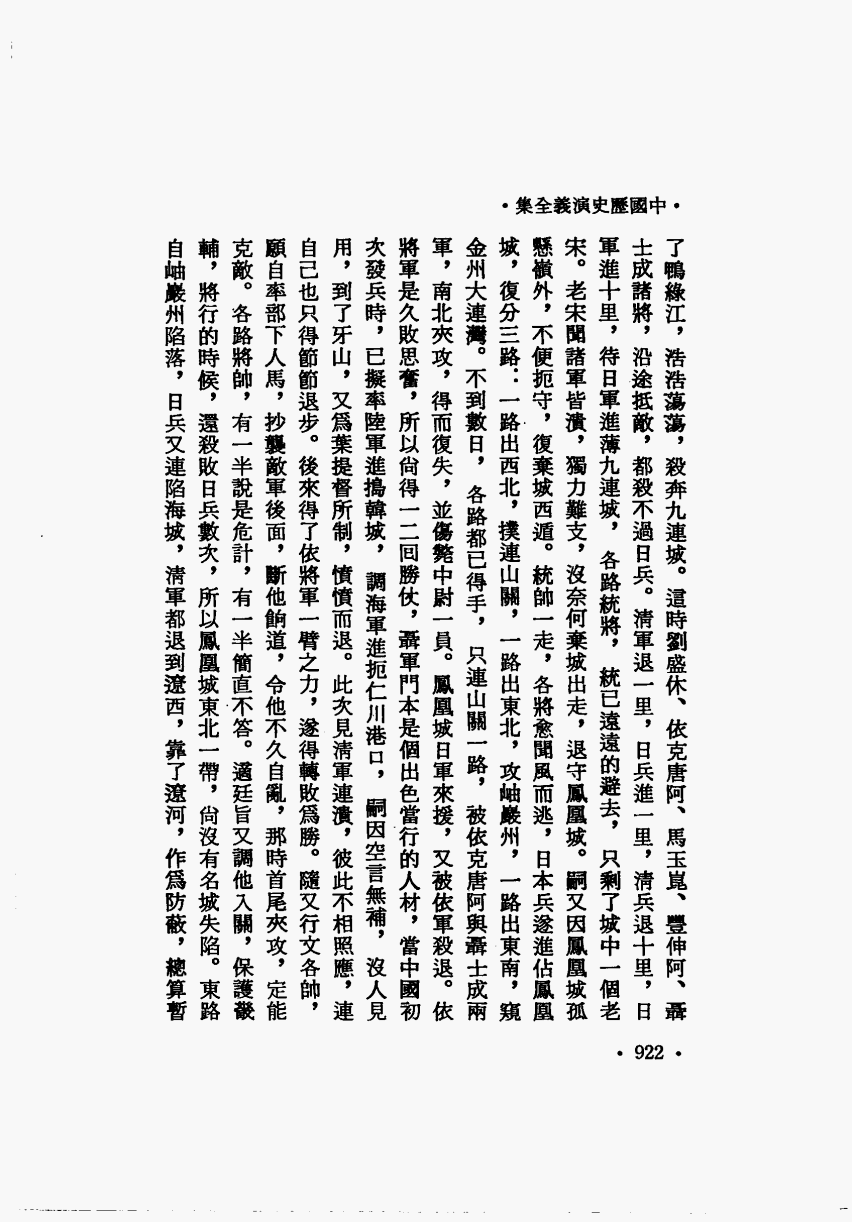 •中國歷史演義全集•
了鴨綠江，浩浩蕩蕩，殺奔九連城。這時劉盛休、依克唐阿、馬玉崑、豐伸阿、聶
士成諸將，沿途抵敵，都殺不過日兵。清軍退一里，日兵進一里，清兵退十里，日
軍進十里，待日軍進薄九連城，各路統將，統已遠遠的避去，只剩了城中一個老
宋。老宋聞諸軍皆潰，獨力難支，沒奈何棄城出走，退守鳳凰城。嗣又因鳳凰城孤
懸嶺外，不便扼守，復棄城西遁。統帥一走，各將愈聞風而逃，日本兵遂進佔鳳凰
城，復分三路：一路出西北，撲連山關，一路出東北，攻岫巖州，一路出東南，窺
金州大連灣。不到數日，各路都已得手，只連山關一路，被依克唐阿與聶士成兩
軍，南北夾攻，得而復失，並傷斃中尉一員。鳳凰城日軍來援，又被依軍殺退。依
將軍是久敗思奮，所以尚得一二回勝仗，聶軍門本是個出色當行的人材，當中國初
次發兵時，已擬率陸軍進搗韓城，調海軍進扼仁川港口，嗣因空言無補，沒人見
用，到了牙山，又爲葉提督所制，憤憤而退。此次見清軍連潰，彼此不相照應，連
自己也只得節節退步。後來得了依將軍一臂之力，遂得轉敗爲勝。隨又行文各帥，
願自率部下人馬，抄襲敵軍後面，斷他餉道，令他不久自亂，那時首尾夾攻，定能
克敵。各路將帥，有一半說是危計，有一半簡直不答。適廷旨又調他入關，保護畿
輔，將行的時候，還殺敗日兵數次，所以鳳凰城東北一帶，尚沒有名城失陷。東路
自岫巖州陷落，日兵又連陷海城，清軍都退到遼西，靠了遼河，作爲防蔽，總算暫
• 922 •